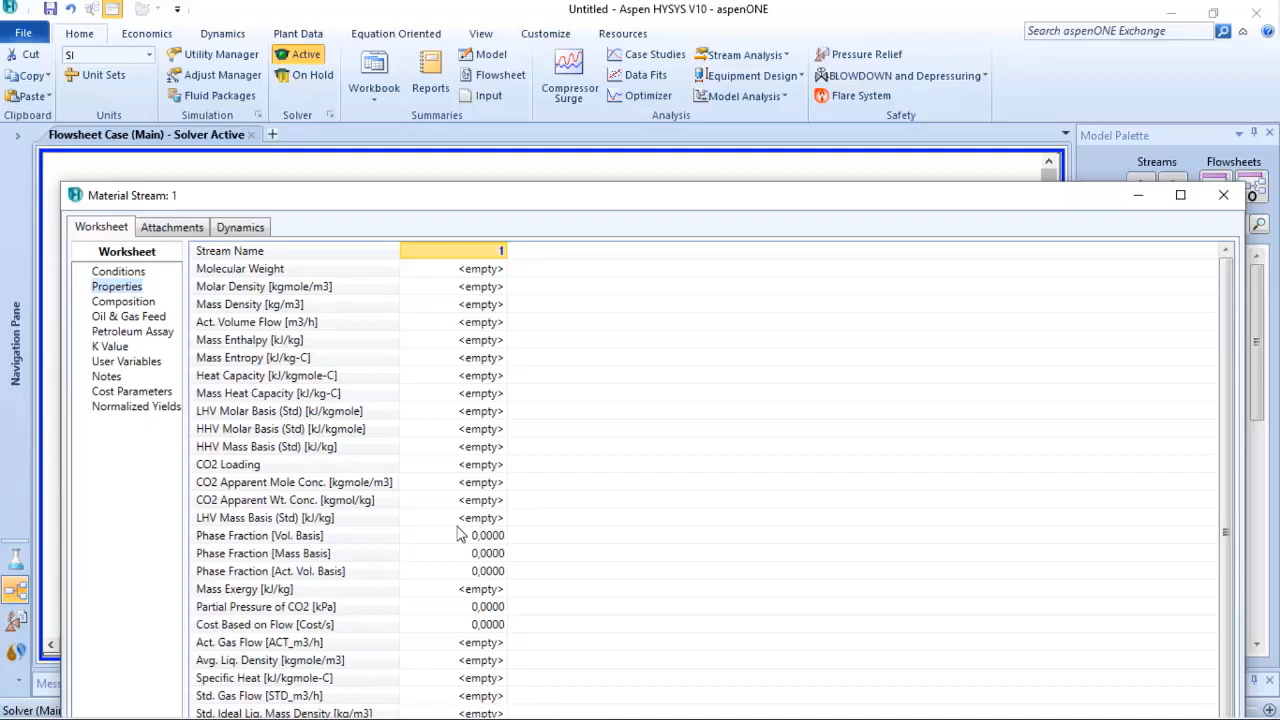 Untitled - Aspen HYSYS V10 - aspenONE
File Home Economics Dynamics Plant Data Equation Oriented View Customize Resources Search aspenONE Exchange
Cut SI Utility Manager Active Model Case Studies Stream Analysis Pressure Relief
Copy Unit Sets Adjust Manager On Hold Workbook Reports Flowsheet Compressor Surge Data Fits Equipment Design BLOWDOWN and Depressuring
Paste Fluid Packages Input Optimizer Model Analysis Flare System
Clipboard Units Simulation Solver Summaries Analysis Safety
Flowsheet Case (Main) - Solver Active Model Palette
Streams Flowsheets
Material Stream: 1
Worksheet Attachments Dynamics
Navigation Pane
Worksheet
Conditions
Properties
Composition
Oil & Gas Feed
Petroleum Assay
K Value
User Variables
Notes
Cost Parameters
Normalized Yields
Stream Name 1
Molecular Weight <empty>
Molar Density [kgmole/m3] <empty>
Mass Density [kg/m3] <empty>
Act. Volume Flow [m3/h] <empty>
Mass Enthalpy [kJ/kg] <empty>
Mass Entropy [kJ/kg-C] <empty>
Heat Capacity [kJ/kgmole-C] <empty>
Mass Heat Capacity [kJ/kg-C] <empty>
LHV Molar Basis (Std) [kJ/kgmole] <empty>
HHV Molar Basis (Std) [kJ/kgmole] <empty>
HHV Mass Basis (Std) [kJ/kg] <empty>
CO2 Loading <empty>
CO2 Apparent Mole Conc. [kgmole/m3] <empty>
CO2 Apparent Wt. Conc. [kgmol/kg] <empty>
LHV Mass Basis (Std) [kJ/kg] <empty>
Phase Fraction [Vol. Basis] 0,0000
Phase Fraction [Mass Basis] 0,0000
Phase Fraction [Act. Vol. Basis] 0,0000
Mass Exergy [kJ/kg] <empty>
Partial Pressure of CO2 [kPa] 0,0000
Cost Based on Flow [Cost/s] 0,0000
Act. Gas Flow [ACT_m3/h] <empty>
Avg. Liq. Density [kgmole/m3] <empty>
Specific Heat [kJ/kgmole-C] <empty>
Std. Gas Flow [STD_m3/h] <empty>
Std. Ideal Liq. Mass Density [kg/m3] <empty>
Mes
Solver (Mai